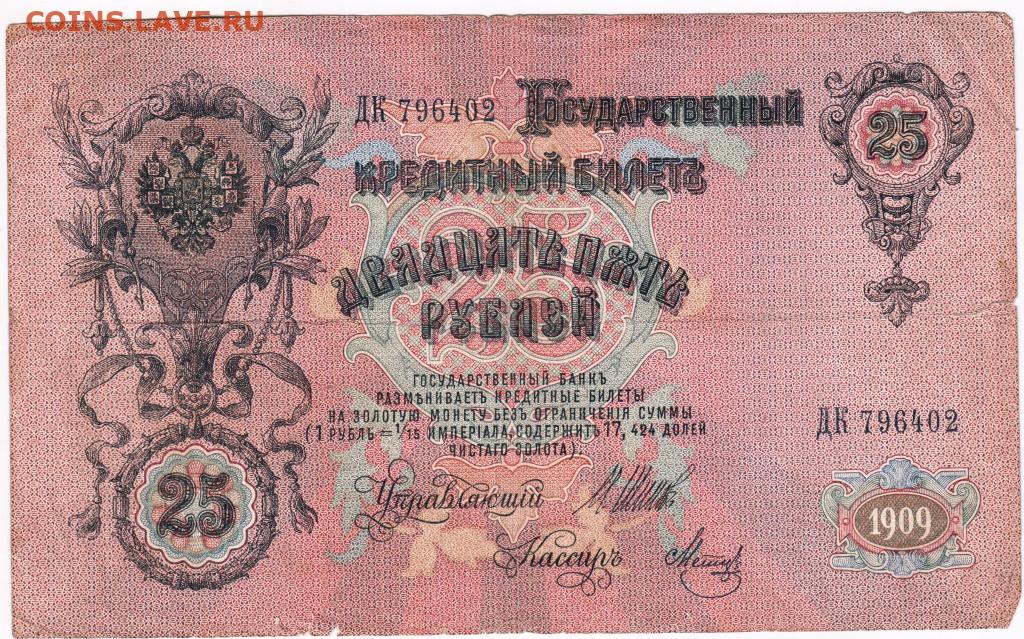 COINS.LAVE.RU
ДК 796402 Государственный
25
Кредитный Билетъ
Двадцать пять
рублей
ГОСУДАРСТВЕННЫЙ БАНКЪ
РАЗМѢНИВАЕТЪ КРЕДИТНЫЕ БИЛЕТЫ
НА ЗОЛОТУЮ МОНЕТУ БЕЗЪ ОГРАНИЧЕНІЯ СУММЫ
(1 РУБЛЬ = 1/15 ИМПЕРІАЛА, СОДЕРЖИТЪ 17,424 ДОЛЕЙ
ЧИСТАГО ЗОЛОТА).
ДК 796402
25
Управляющій
1909
Кассиръ